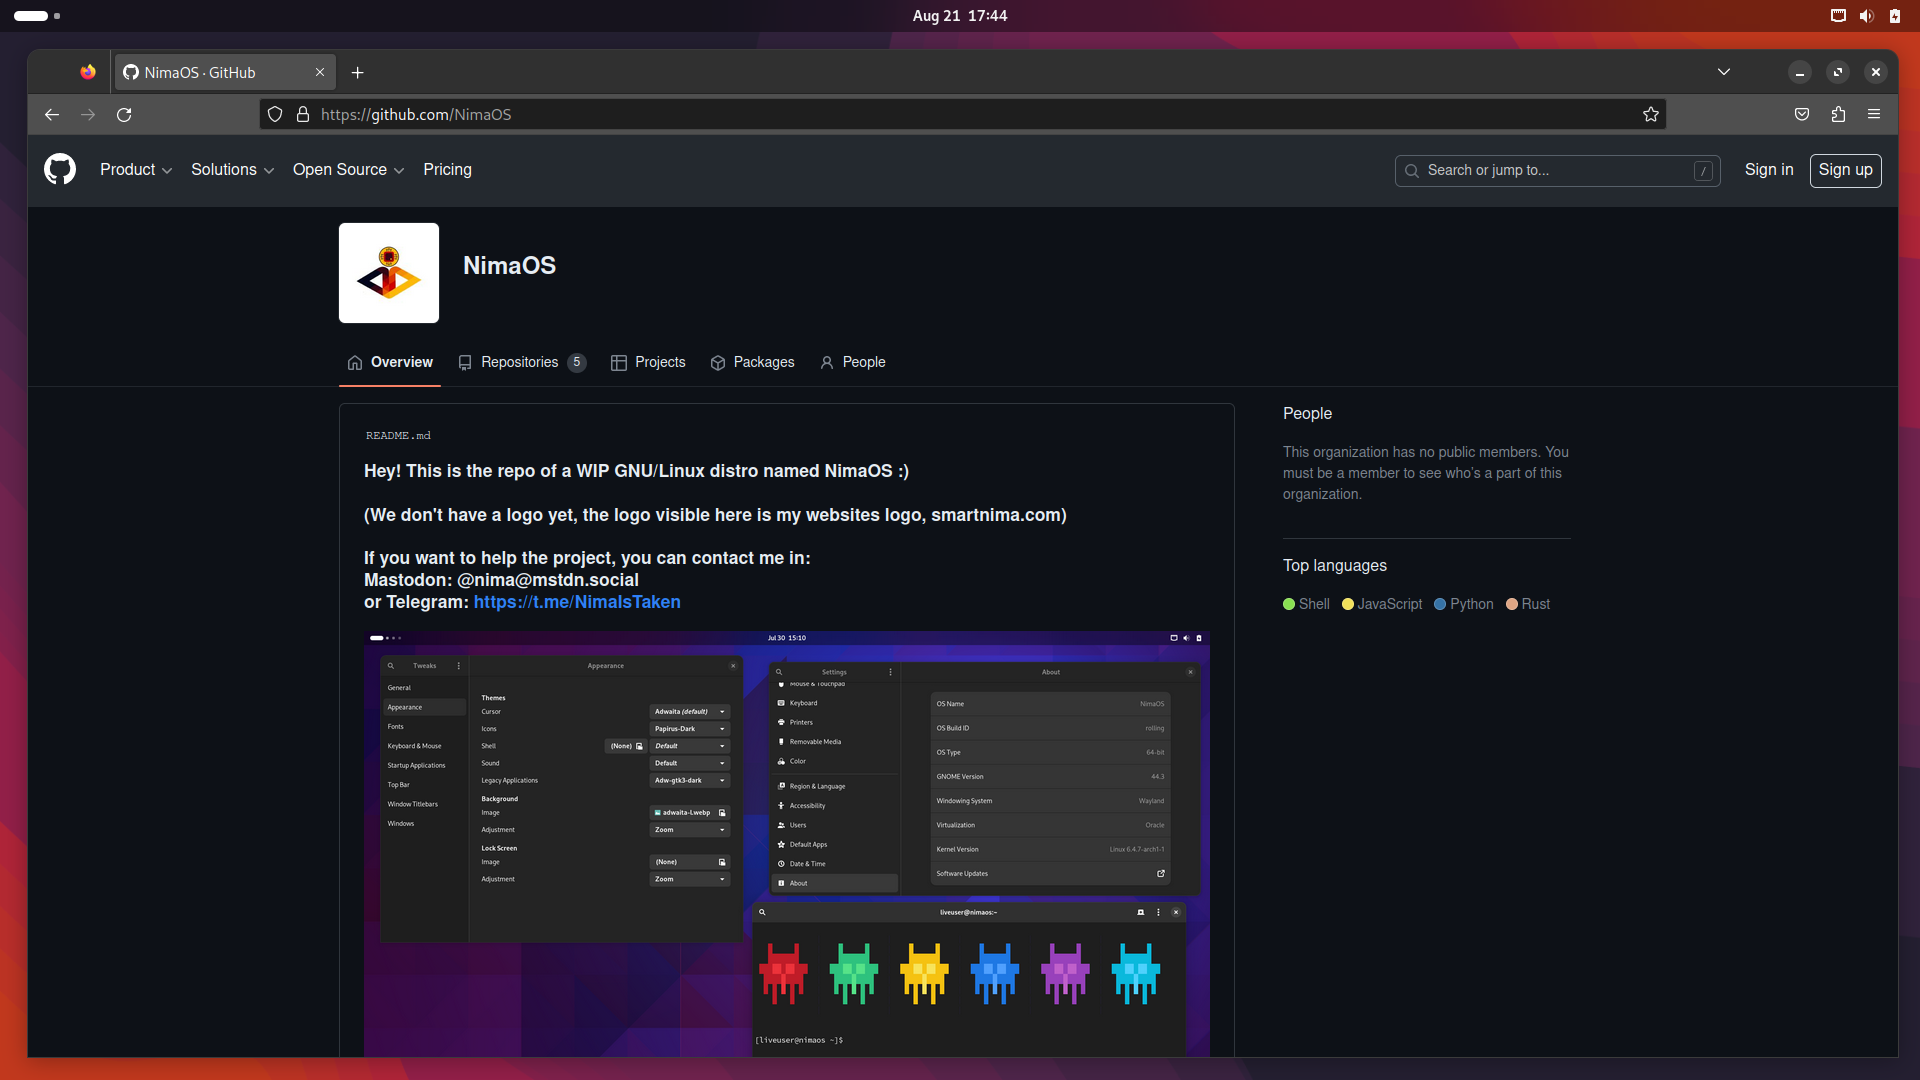 Aug 21 17:44
NimaOS · GitHub
https://github.com/NimaOS
Product
Solutions
Open Source
Pricing
Search or jump to...
/
Sign in
Sign up
NimaOS
Overview
Repositories 5
Projects
Packages
People
README.md
Hey! This is the repo of a WIP GNU/Linux distro named NimaOS :)
(We don't have a logo yet, the logo visible here is my websites logo, smartnima.com)
If you want to help the project, you can contact me in:
Mastodon: @nima@mstdn.social
or Telegram: https://t.me/NimaIsTaken
Jul 30 15:10
Tweaks
Appearance
General
Appearance
Fonts
Keyboard & Mouse
Startup Applications
Top Bar
Window Titlebars
Windows
Themes
Cursor Adwaita (default)
Icons Papirus-Dark
Shell (None) Default
Sound Default
Legacy Applications Adw-gtk3-dark
Background
Image adwaita-l.webp
Adjustment Zoom
Lock Screen
Image (None)
Adjustment Zoom
Settings
About
Mouse & Touchpad
Keyboard
Printers
Removable Media
Color
Region & Language
Accessibility
Users
Default Apps
Date & Time
About
OS Name NimaOS
OS Build ID rolling
OS Type 64-bit
GNOME Version 44.3
Windowing System Wayland
Virtualization Oracle
Kernel Version Linux 6.4.7-arch1-1
Software Updates
liveuser@nimaos:~
[liveuser@nimaos ~]$
People
This organization has no public members. You
must be a member to see who's a part of this
organization.
Top languages
Shell JavaScript Python Rust